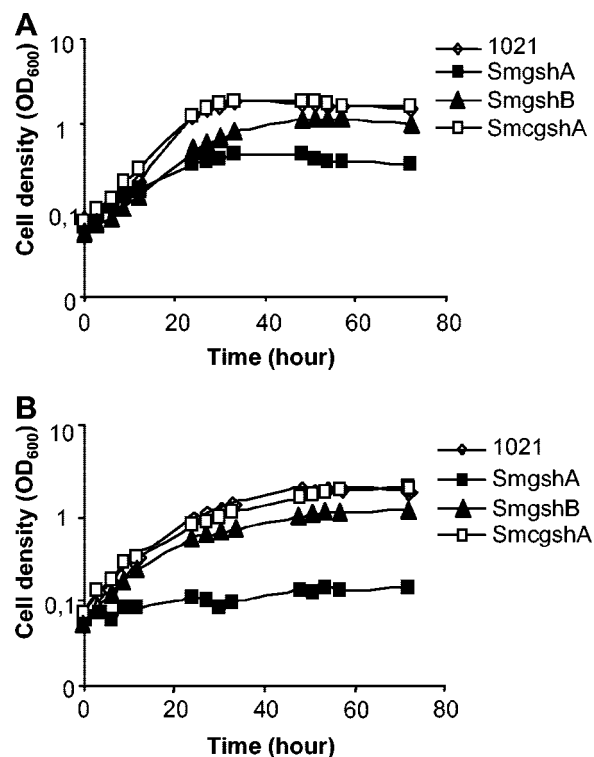 A
10
1
0,1
0
Cell density (OD600)
0 20 40 60 80
Time (hour)
1021
SmgshA
SmgshB
SmcgshA
B
10
1
0,1
0
Cell density (OD600)
0 20 40 60 80
Time (hour)
1021
SmgshA
SmgshB
SmcgshA